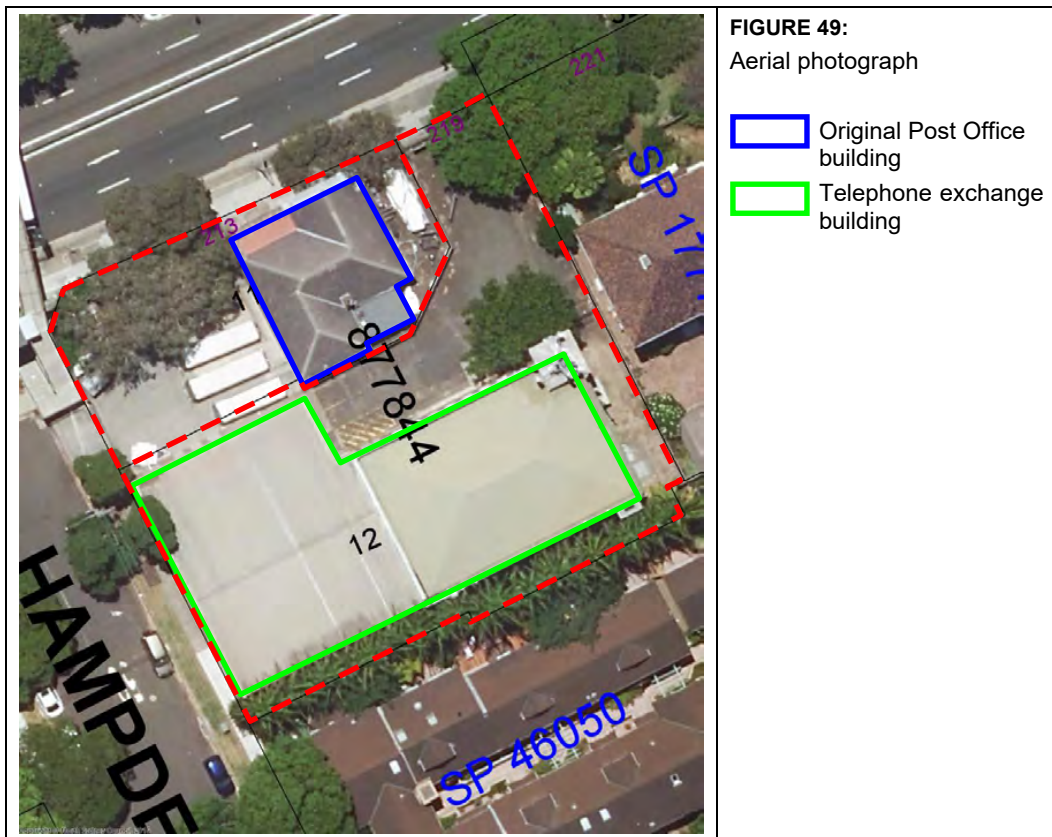 FIGURE 49:
Aerial photograph
Original Post Office
building
Telephone exchange
building
221
219
213
SP 177
11
877844
12
HAMPDE
SP 46050